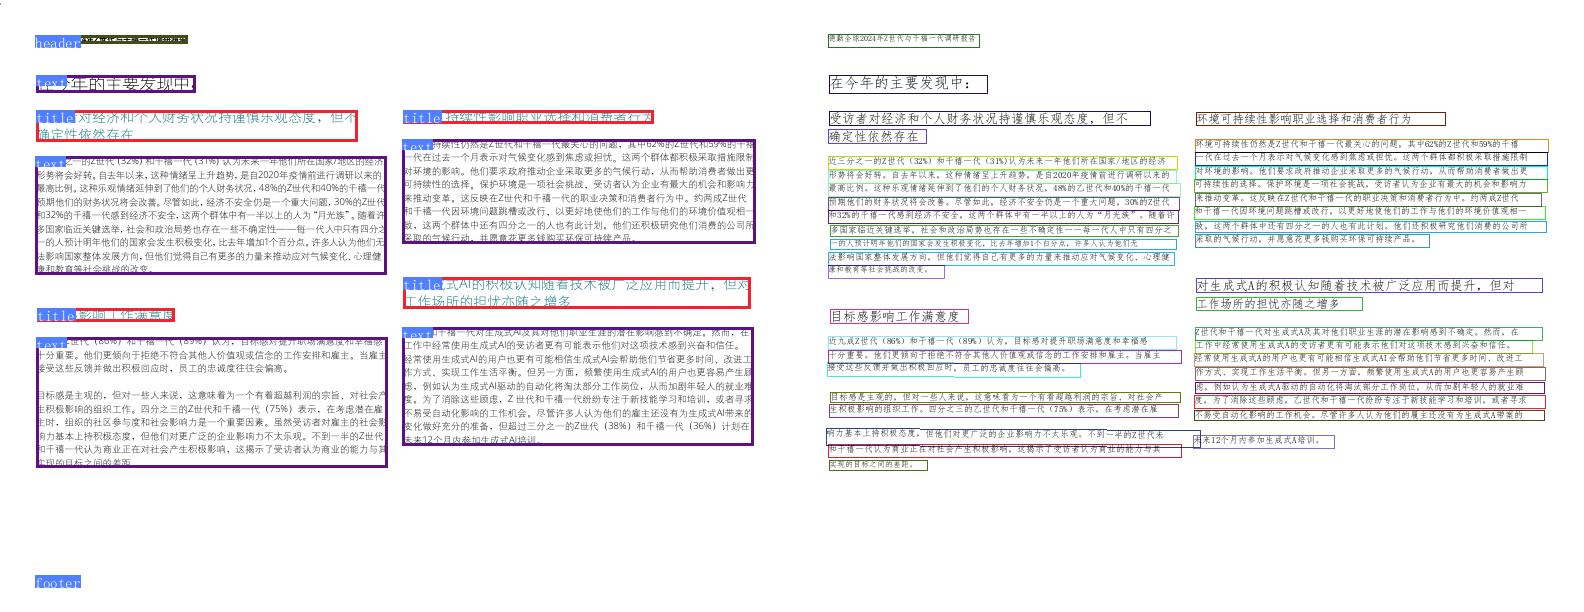 header
text 今年的主要发现中:
title 对经济和个人财务状况持谨慎乐观态度，但不
确定性依然存在
text 之一的Z世代 (32%) 和千禧一代 (31%) 认为未来一年他们所在国家/地区的经济
形势将会好转。自去年以来，这种情绪呈上升趋势，是自2020年疫情前进行调研以来的
最高比例。这种乐观情绪延伸到了他们的个人财务状况，48%的Z世代和40%的千禧一代
预期他们的财务状况将会改善。尽管如此，经济不安全仍是一个重大问题，30%的Z世代
和32%的千禧一代感到经济不安全，这两个群体中有一半以上的人为“月光族”。随着许
多国家临近关键选举，社会和政治局势也存在一些不确定性——每一代人中只有四分之
一的人预计明年他们的国家会发生积极变化，比去年增加1个百分点，许多人认为他们无
法影响国家整体发展方向，但他们觉得自己有更多的力量来推动应对气候变化、心理健
康和教育等社会挑战的改变。
title 影响工作满意度
text 世代 (86%) 和千禧一代 (89%) 认为，目标感对提升职场满意度和幸福感
十分重要。他们更倾向于拒绝不符合其他人价值观或信念的工作安排和雇主。当雇主
接受这些反馈并做出积极回应时，员工的忠诚度往往会偏高。
目标感是主观的，但对一些人来说，这意味着为一个有着超越利润的宗旨、对社会产
生积极影响的组织工作。四分之三的Z世代和千禧一代 (75%) 表示，在考虑潜在雇
主时，组织的社区参与度和社会影响力是一个重要因素。虽然受访者对雇主的社会影
响力基本上持积极态度，但他们对更广泛的企业影响力不太乐观。不到一半的Z世代
和千禧一代认为商业正在对社会产生积极影响，这揭示了受访者认为商业的能力与其
实现的目标之间的差距。
title 持续性影响职业选择和消费者行为
text 持续性仍然是Z世代和千禧一代最关心的问题，其中62%的Z世代和59%的千禧
一代在过去一个月表示对气候变化感到焦虑或担忧。这两个群体都积极采取措施限制
对环境的影响。他们要求政府推动企业采取更多的气候行动，从而帮助消费者做出更
可持续性的选择。保护环境是一项社会挑战，受访者认为企业有最大的机会和影响力
来推动变革，这反映在Z世代和千禧一代的职业决策和消费者行为中。约两成Z世代
和千禧一代因环境问题跳槽或改行，以更好地使他们的工作与他们的环境价值观相一
致。这两个群体中还有四分之一的人也有此计划。他们还积极研究他们消费的公司所
采取的气候行动，并愿意花更多钱购买环保可持续产品。
title 式AI的积极认知随着技术被广泛应用而提升，但对
工作场所的担忧亦随之增多
text 和千禧一代对生成式AI及其对他们职业生涯的潜在影响感到不确定。然而，在
工作中经常使用生成式AI的受访者更有可能表示他们对这项技术感到兴奋和信任。
经常使用生成式AI的用户也更有可能相信生成式AI会帮助他们节省更多时间、改进工
作方式、实现工作生活平衡。但另一方面，频繁使用生成式AI的用户也更容易产生顾
虑，例如认为生成式AI驱动的自动化将淘汰部分工作岗位，从而加剧年轻人的就业难
度。为了消除这些顾虑，Z世代和千禧一代纷纷专注于新技能学习和培训，或者寻求
不易受自动化影响的工作机会。尽管许多人认为他们的雇主还没有为生成式AI带来的
变化做好充分的准备，但超过三分之一的Z世代 (38%) 和千禧一代 (36%) 计划在
未来12个月内参加生成式AI培训。
footer
德勤全球2024年Z世代与千禧一代调研报告
在今年的主要发现中：
受访者对经济和个人财务状况持谨慎乐观态度，但不
确定性依然存在
近三分之一的Z世代（32%）和千禧一代（31%）认为未来一年他们所在国家/地区的经济
形势将会好转。自去年以来，这种情绪呈上升趋势，是自2020年疫情前进行调研以来的
最高比例。这种乐观情绪延伸到了他们的个人财务状况，48%的乙世代和40%的千禧一代
预期他们的财务状况将会改善。尽管如此，经济不安全仍是一个重大问题，30%的Z世代
和32%的千禧一代感到经济不安全，这两个群体中有一半以上的人为“月光族”。随着许
多国家临近关键选举，社会和政治局势也存在一些不确定性——每一代人中只有四分之
一的人预计明年他们的国家会发生积极变化，比去年增加1个百分点，许多人认为他们无
法影响国家整体发展方向，但他们觉得自己有更多的力量来推动应对气候变化、心理健
康和教育等社会挑战的改变。
目标感影响工作满意度
近九成Z世代（86%）和千禧一代（89%）认为，目标感对提升职场满意度和幸福感
十分重要。他们更倾向于拒绝不符合其他人价值观或信念的工作安排和雇主。当雇主
接受这些反馈并做出积极回应时，员工的忠诚度往往会偏高。
目标感是主观的，但对一些人来说，这意味着为一个有着超越利润的宗旨、对社会产
生积极影响的组织工作。四分之三的乙世代和千禧一代（75%）表示，在考虑潜在雇
响力基本上持积极态度，但他们对更广泛的企业影响力不太乐观。不到一半的Z世代未
和千禧一代认为商业正在对社会产生积极影响，这揭示了受访者认为商业的能力与其
实现的目标之间的差距。
环境可持续性影响职业选择和消费者行为
环境可持续性仍然是Z世代和千禧一代最关心的问题，其中62%的Z世代和59%的千禧
一代在过去一个月表示对气候变化感到焦虑或担忧。这两个群体都积极采取措施限制
对环境的影响。他们要求政府推动企业采取更多的气候行动，从而帮助消费者做出更
可持续性的选择。保护环境是一项社会挑战，受访者认为企业有最大的机会和影响力
来推动变革，这反映在Z世代和千禧一代的职业决策和消费者行为中。约两成Z世代
和千禧一代因环境问题跳槽或改行，以更好地使他们的工作与他们的环境价值观相一
致。这两个群体中还有四分之一的人也有此计划。他们还积极研究他们消费的公司所
采取的气候行动，并愿意花更多钱购买环保可持续产品。
对生成式A的积极认知随着技术被广泛应用而提升，但对
工作场所的担忧亦随之增多
Z世代和千禧一代对生成式A及其对他们职业生涯的潜在影响感到不确定。然而，在
工作中经常使用生成式A的受访者更有可能表示他们对这项技术感到兴奋和信任。
经常使用生成式A的用户也更有可能相信生成式AI会帮助他们节省更多时间、改进工
作方式、实现工作生活平衡。但另一方面，频繁使用生成式A的用户也更容易产生顾
虑，例如认为生成式A驱动的自动化将淘汰部分工作岗位，从而加剧年轻人的就业难
度。为了消除这些顾虑，乙世代和千禧一代纷纷专注于新技能学习和培训，或者寻求
不易受自动化影响的工作机会。尽管许多人认为他们的雇主还没有为生成式A带来的
未来12个月内参加生成式A培训。